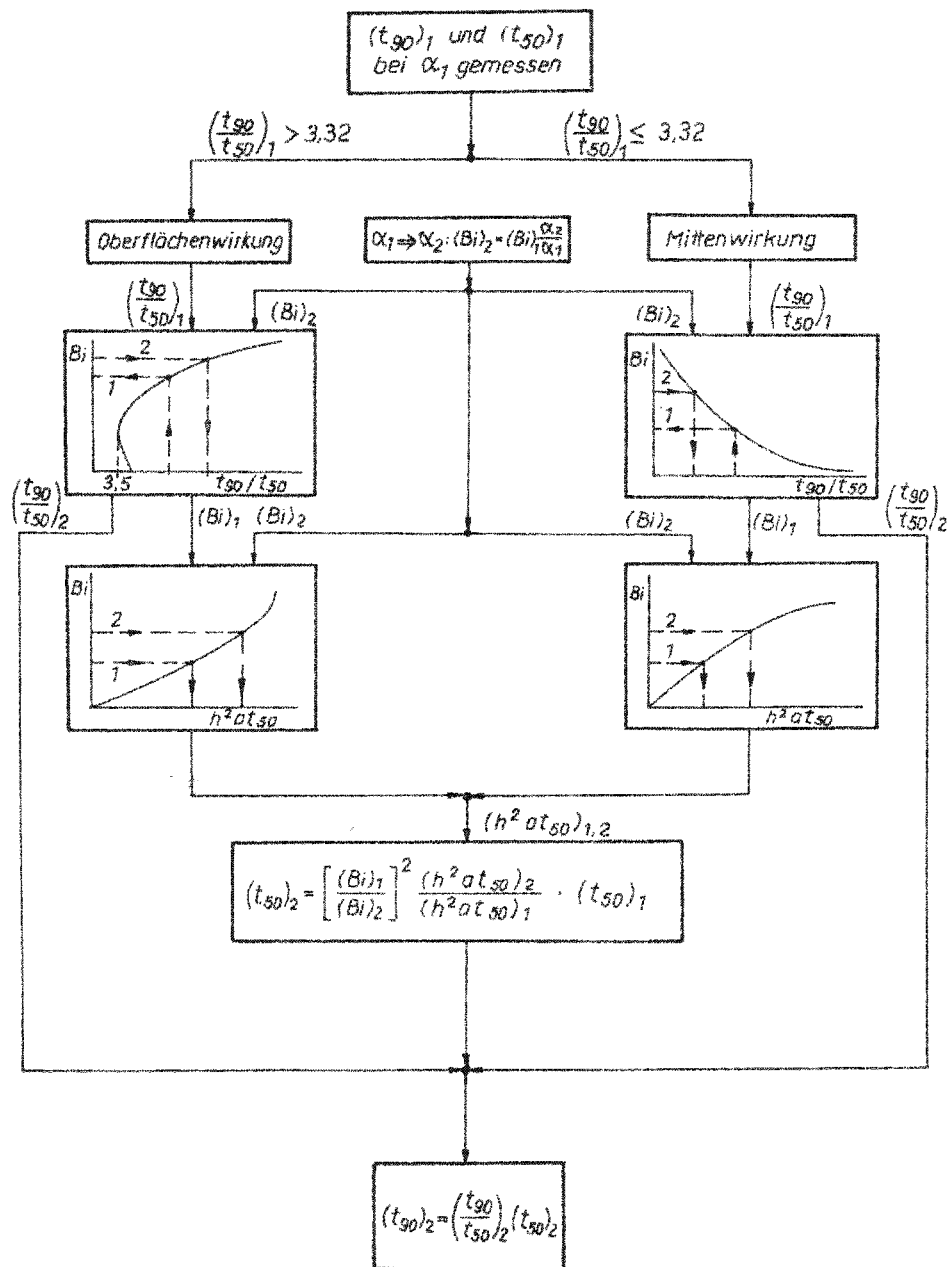 (t90)1 und (t50)1
bei α1 gemessen
(t90/t50)1 > 3,32
(t90/t50)1 ≤ 3,32
Oberflächenwirkung
α1 ⇒ α2 : (Bi)2 = (Bi)1 α2/α1
Mittenwirkung
(t90/t50)1
(Bi)2
(Bi)2
(t90/t50)1
Bi
2
1
3,5
t90/t50
Bi
2
1
t90/t50
(t90/t50)2
(Bi)1
(Bi)2
(Bi)2
(Bi)1
(t90/t50)2
Bi
2
1
h²at50
Bi
2
1
h²at50
(h²at50)1,2
(t50)2 = [(Bi)1/(Bi)2]² (h²at50)2/(h²at50)1 · (t50)1
(t90)2 = (t90/t50)2 (t50)2